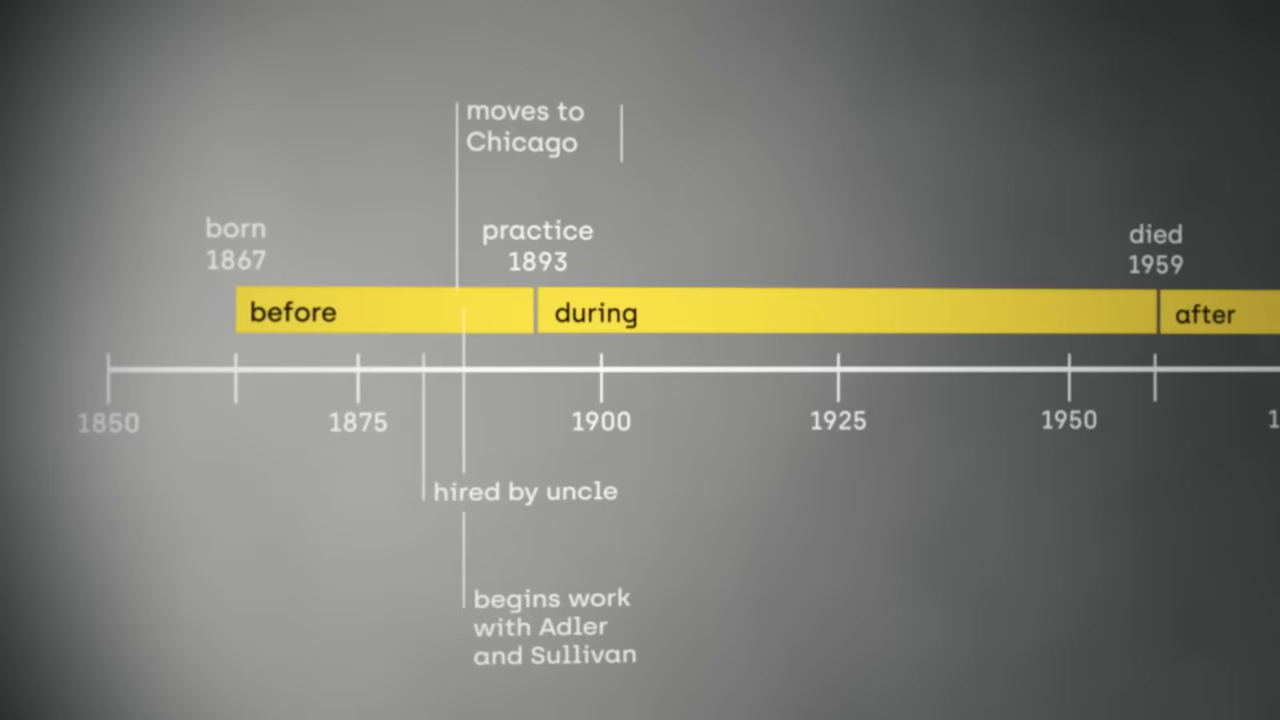 moves to
Chicago
born
1867
practice
1893
died
1959
before
during
after
1850
1875
1900
1925
1950
hired by uncle
begins work
with Adler
and Sullivan